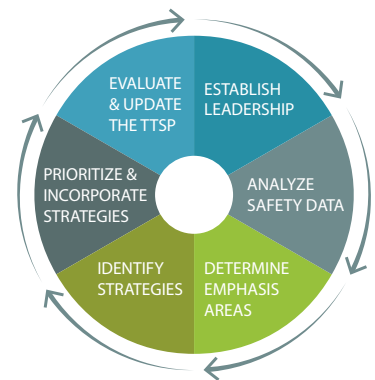 ESTABLISH
LEADERSHIP
ANALYZE
SAFETY DATA
DETERMINE
EMPHASIS
AREAS
IDENTIFY
STRATEGIES
PRIORITIZE &
INCORPORATE
STRATEGIES
EVALUATE
& UPDATE
THE TTSP